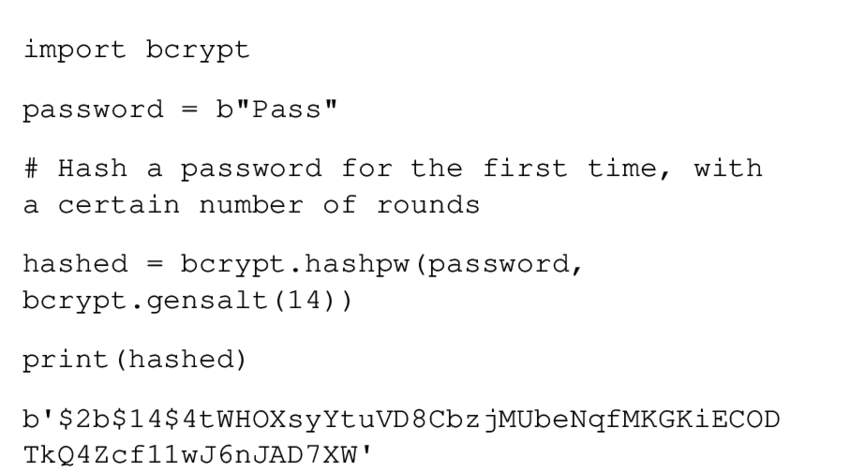 import bcrypt
password = b"Pass"
# Hash a password for the first time, with
a certain number of rounds
hashed = bcrypt.hashpw(password,
bcrypt.gensalt(14))
print(hashed)
b'$2b$14$4tWHOXsyYtuVD8CbzjMUbeNqfMKGKiECOD
TkQ4Zcf11wJ6nJAD7XW'